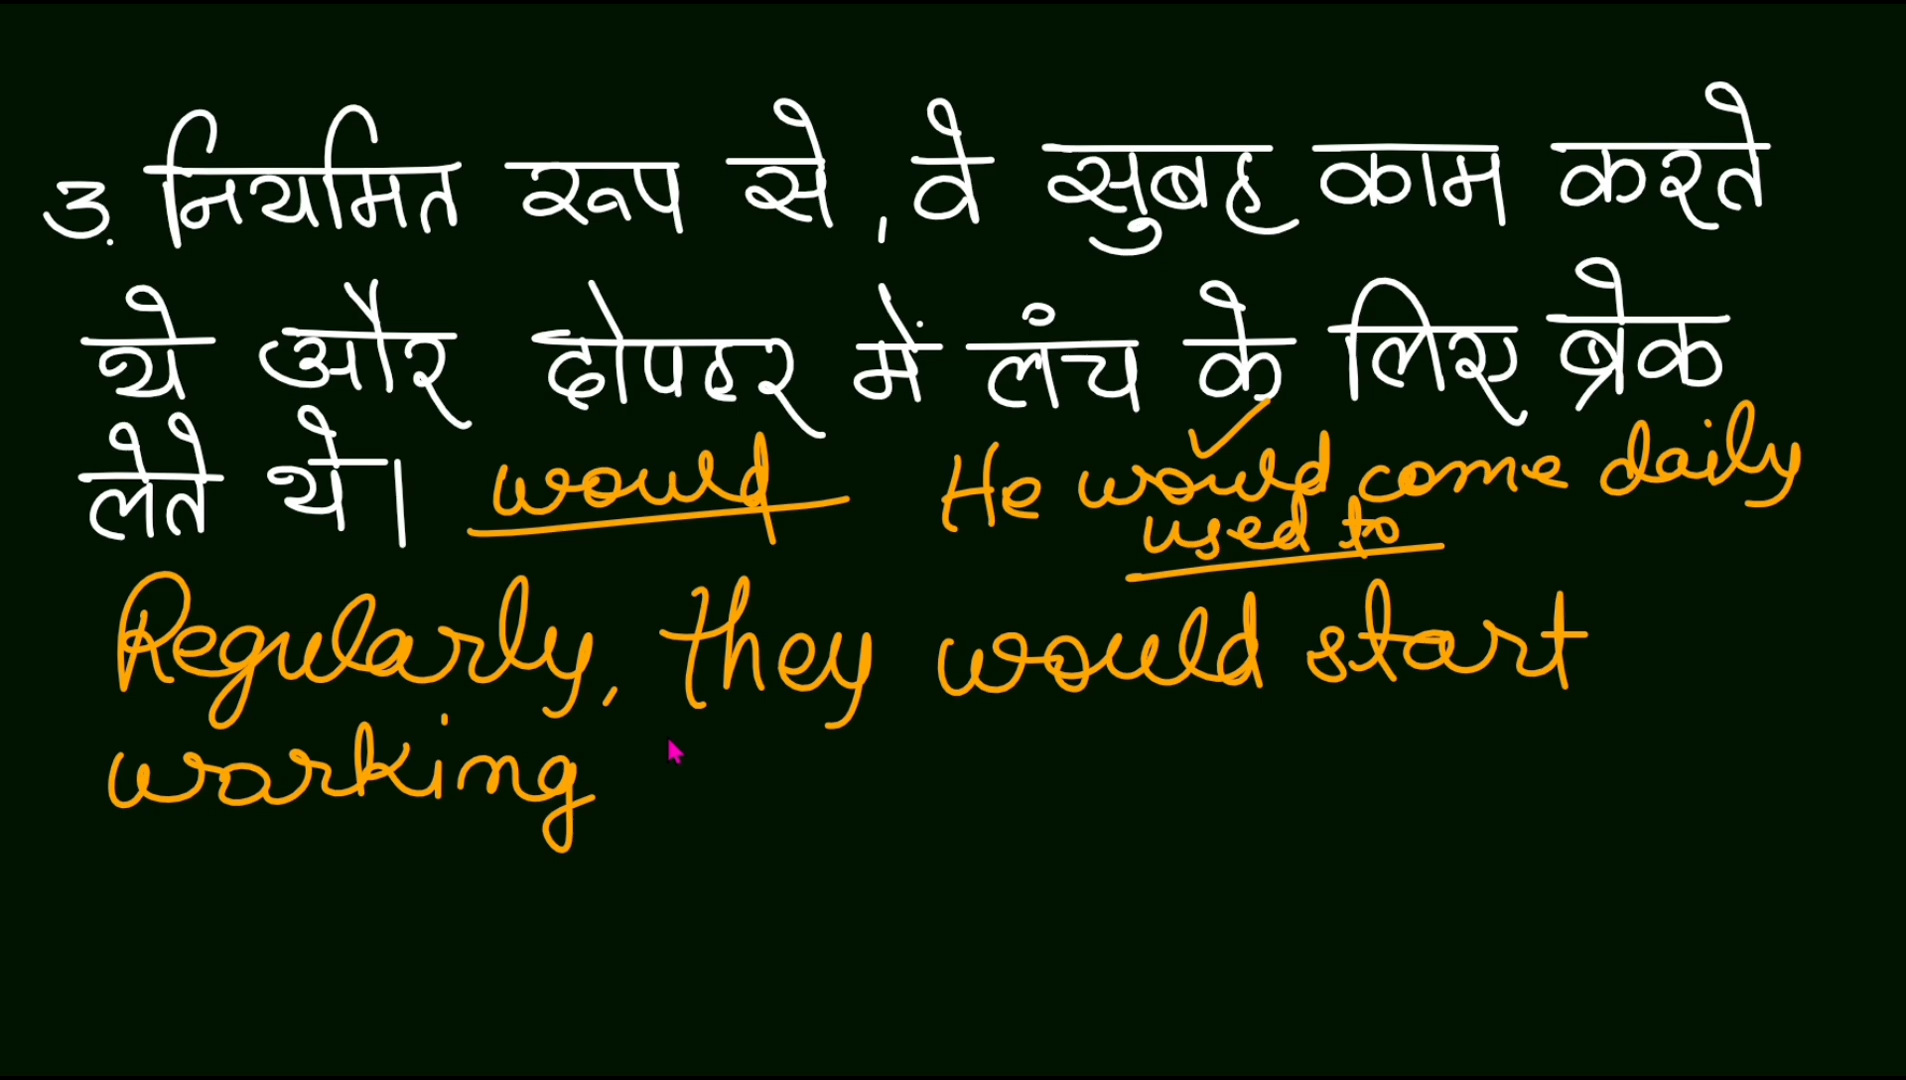 3. नियमित रूप से, वे सुबह काम करते
थे और दोपहर में लंच के लिए ब्रेक
लेते थे। would He would come daily
used to
Regularly, they would start
working